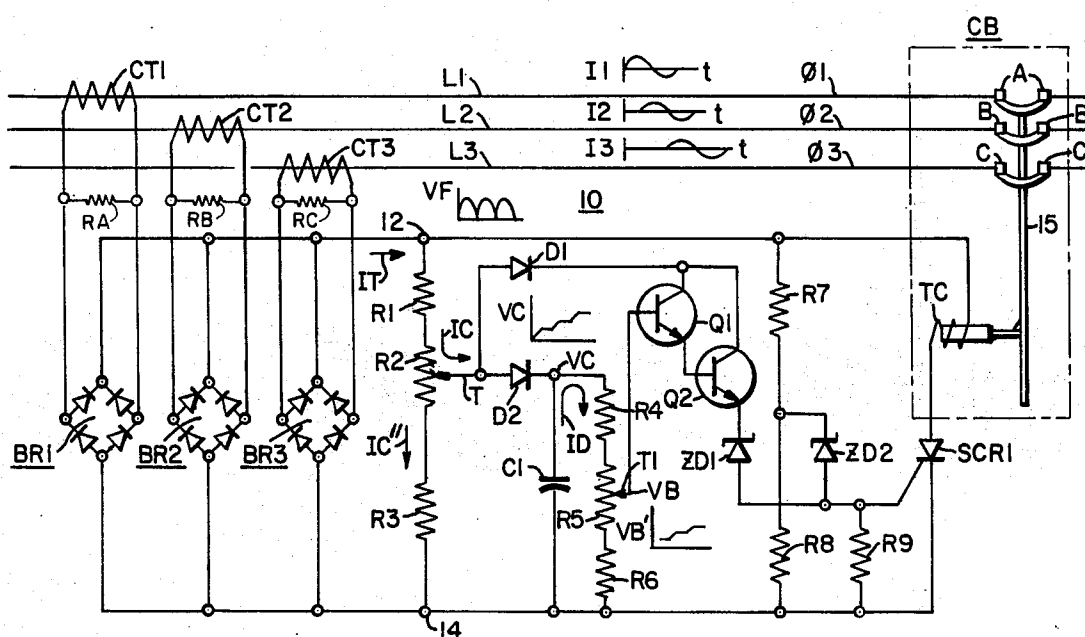 CB
CT1
L1
I1
t
Ø1
A
CT2
L2
I2
t
Ø2
B
B
CT3
L3
I3
t
Ø3
C
C
RA
RB
RC
VF
10
12
15
IT
D1
R1
VC
Q1
R7
TC
IC
R2
VC
T
D2
R4
Q2
ID
BR1
BR2
BR3
IC"
ZD1
ZD2
SCR1
C1
T1
VB
R3
R5
VB'
R6
R8
R9
14